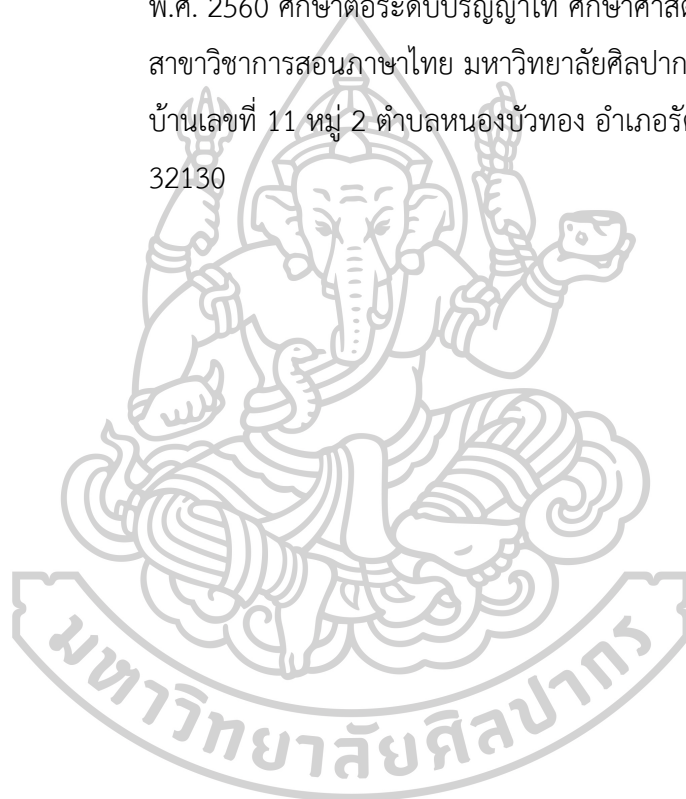 พ.ศ. 2560 ศึกษาต่อระดับปริญญาโท
สาขาวิชาการสอนภาษาไทย
บ้านเลขที่ 11 หมู่ 2 ตำบลหนองบัวทอง
32130
มหาวิทยาลัยศิลปากร